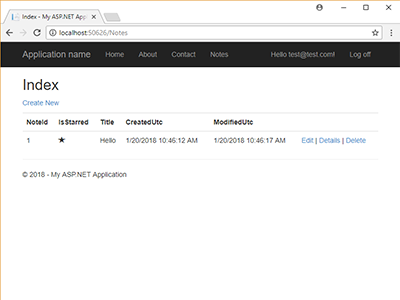 Index - My ASP.NET Appl
localhost:50626/Notes
Application name Home About Contact Notes Hello test@test.com! Log off
Index
Create New
NoteId IsStarred Title CreatedUtc ModifiedUtc
1 ★ Hello 1/20/2018 10:46:12 AM 1/20/2018 10:46:17 AM Edit | Details | Delete
© 2018 - My ASP.NET Application